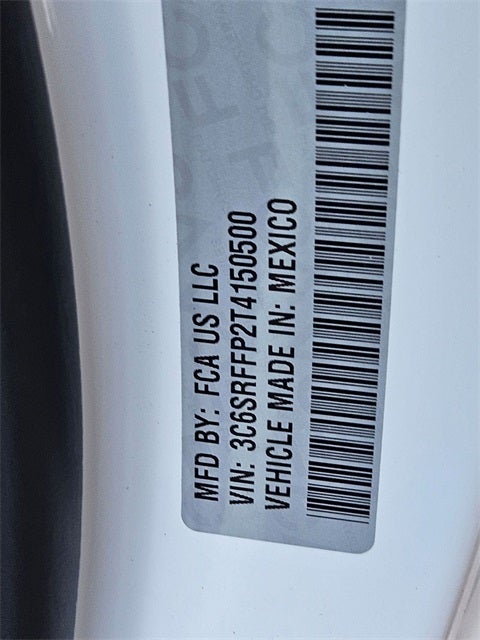 MFD BY: FCA US LLC
VIN: 3C6SRFFP2T4150500
VEHICLE MADE IN: MEXICO